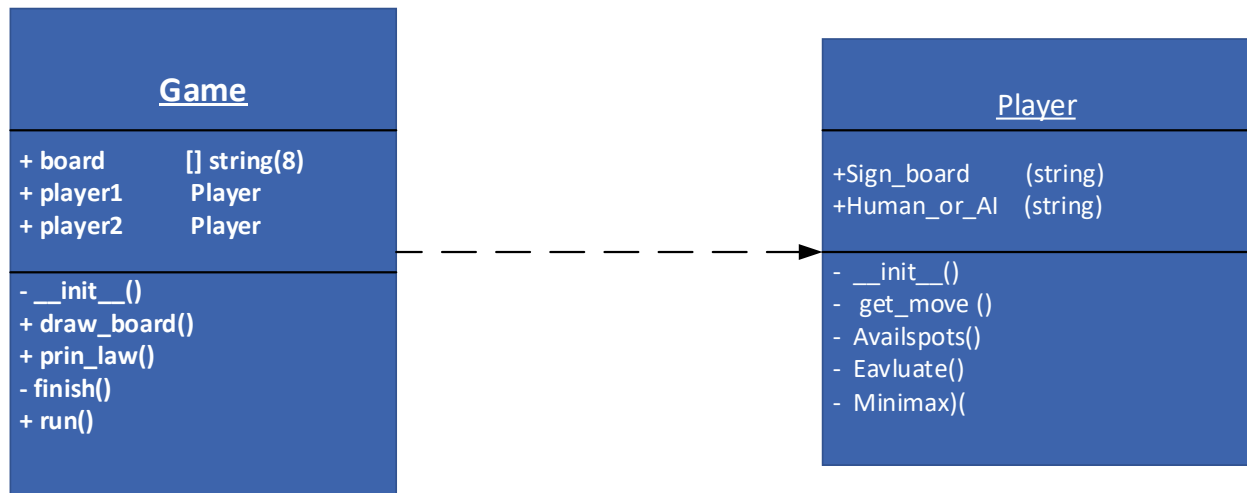 Game
+ board [] string(8)
+ player1 Player
+ player2 Player
- __init__()
+ draw_board()
+ prin_law()
- finish()
+ run()
Player
+Sign_board (string)
+Human_or_AI (string)
- __init__()
- get_move ()
- Availspots()
- Eavluate()
- Minimax)(